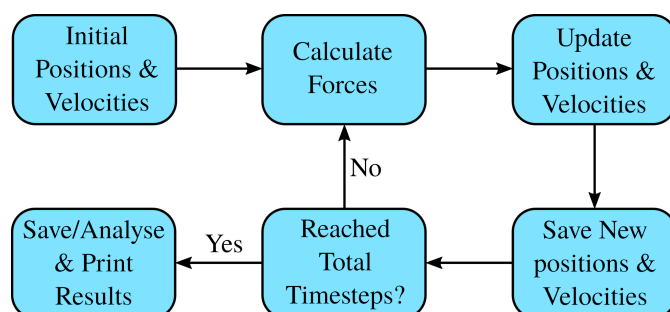 Initial
Positions &
Velocities
Calculate
Forces
Update
Positions &
Velocities
No
Save/Analyse
& Print
Results
Yes
Reached
Total
Timesteps?
Save New
positions &
Velocities